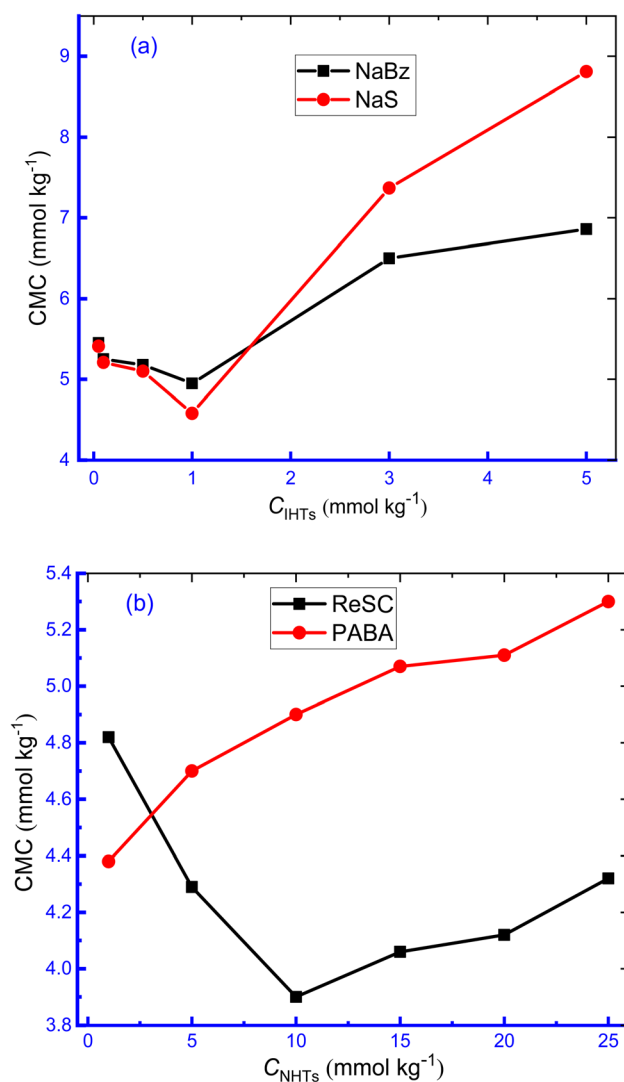 (a)
NaBz
NaS
9
8
7
6
5
4
CMC (mmol kg⁻¹)
0 1 2 3 4 5
C_IHTs (mmol kg⁻¹)
(b)
ReSC
PABA
5.4
5.2
5.0
4.8
4.6
4.4
4.2
4.0
3.8
CMC (mmol kg⁻¹)
0 5 10 15 20 25
C_NHTs (mmol kg⁻¹)